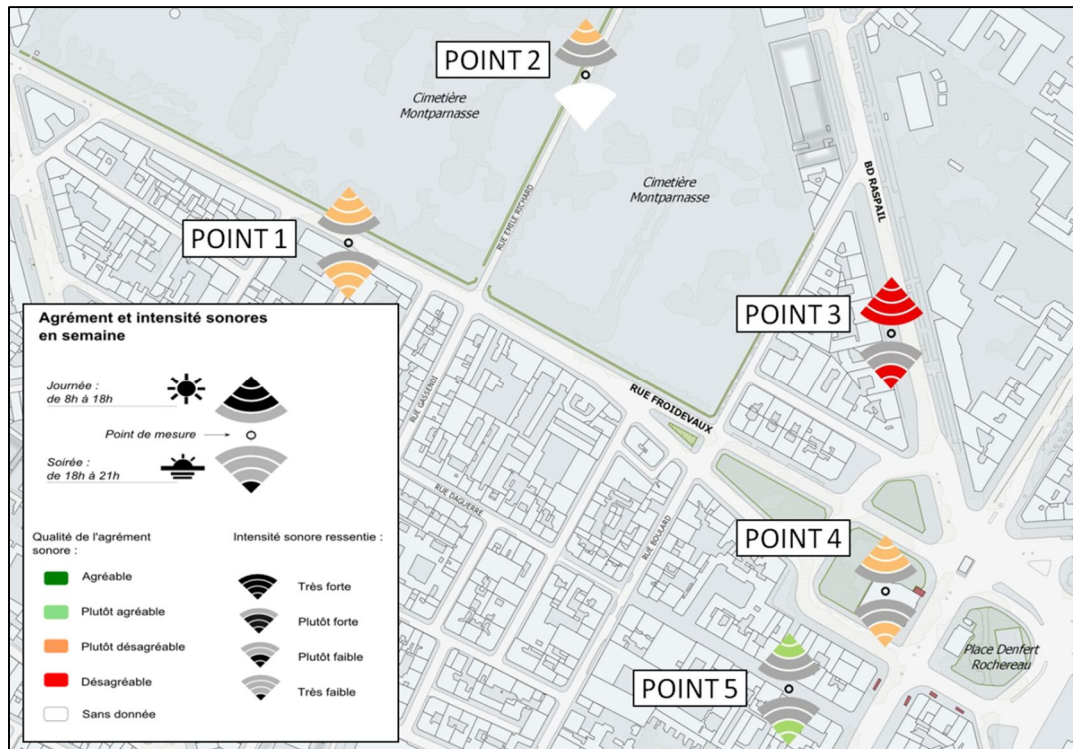 POINT 2
Cimetière
Montparnasse
Cimetière
Montparnasse
RUE EMILE RICHARD
BD RASPAIL
POINT 1
POINT 3
Agrément et intensité sonores
en semaine
Journée :
de 8h à 18h
Point de mesure
Soirée :
de 18h à 21h
Qualité de l'agrément
sonore :
Agréable
Plutôt agréable
Plutôt désagréable
Désagréable
Sans donnée
Intensité sonore ressentie :
Très forte
Plutôt forte
Plutôt faible
Très faible
RUE GASSENDI
RUE FROIDEVAUX
RUE DAGUERRE
RUE BOULARD
POINT 4
Place Denfert
Rochereau
POINT 5